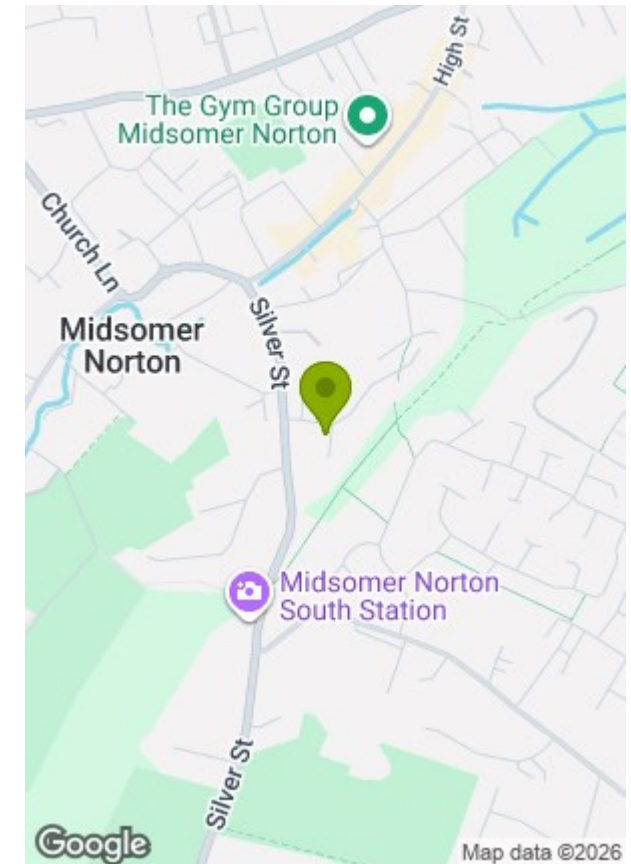 High St
The Gym Group
Midsomer Norton
Church Ln
Silver St
Midsomer
Norton
Midsomer Norton
South Station
Silver St
Google
Map data ©2026